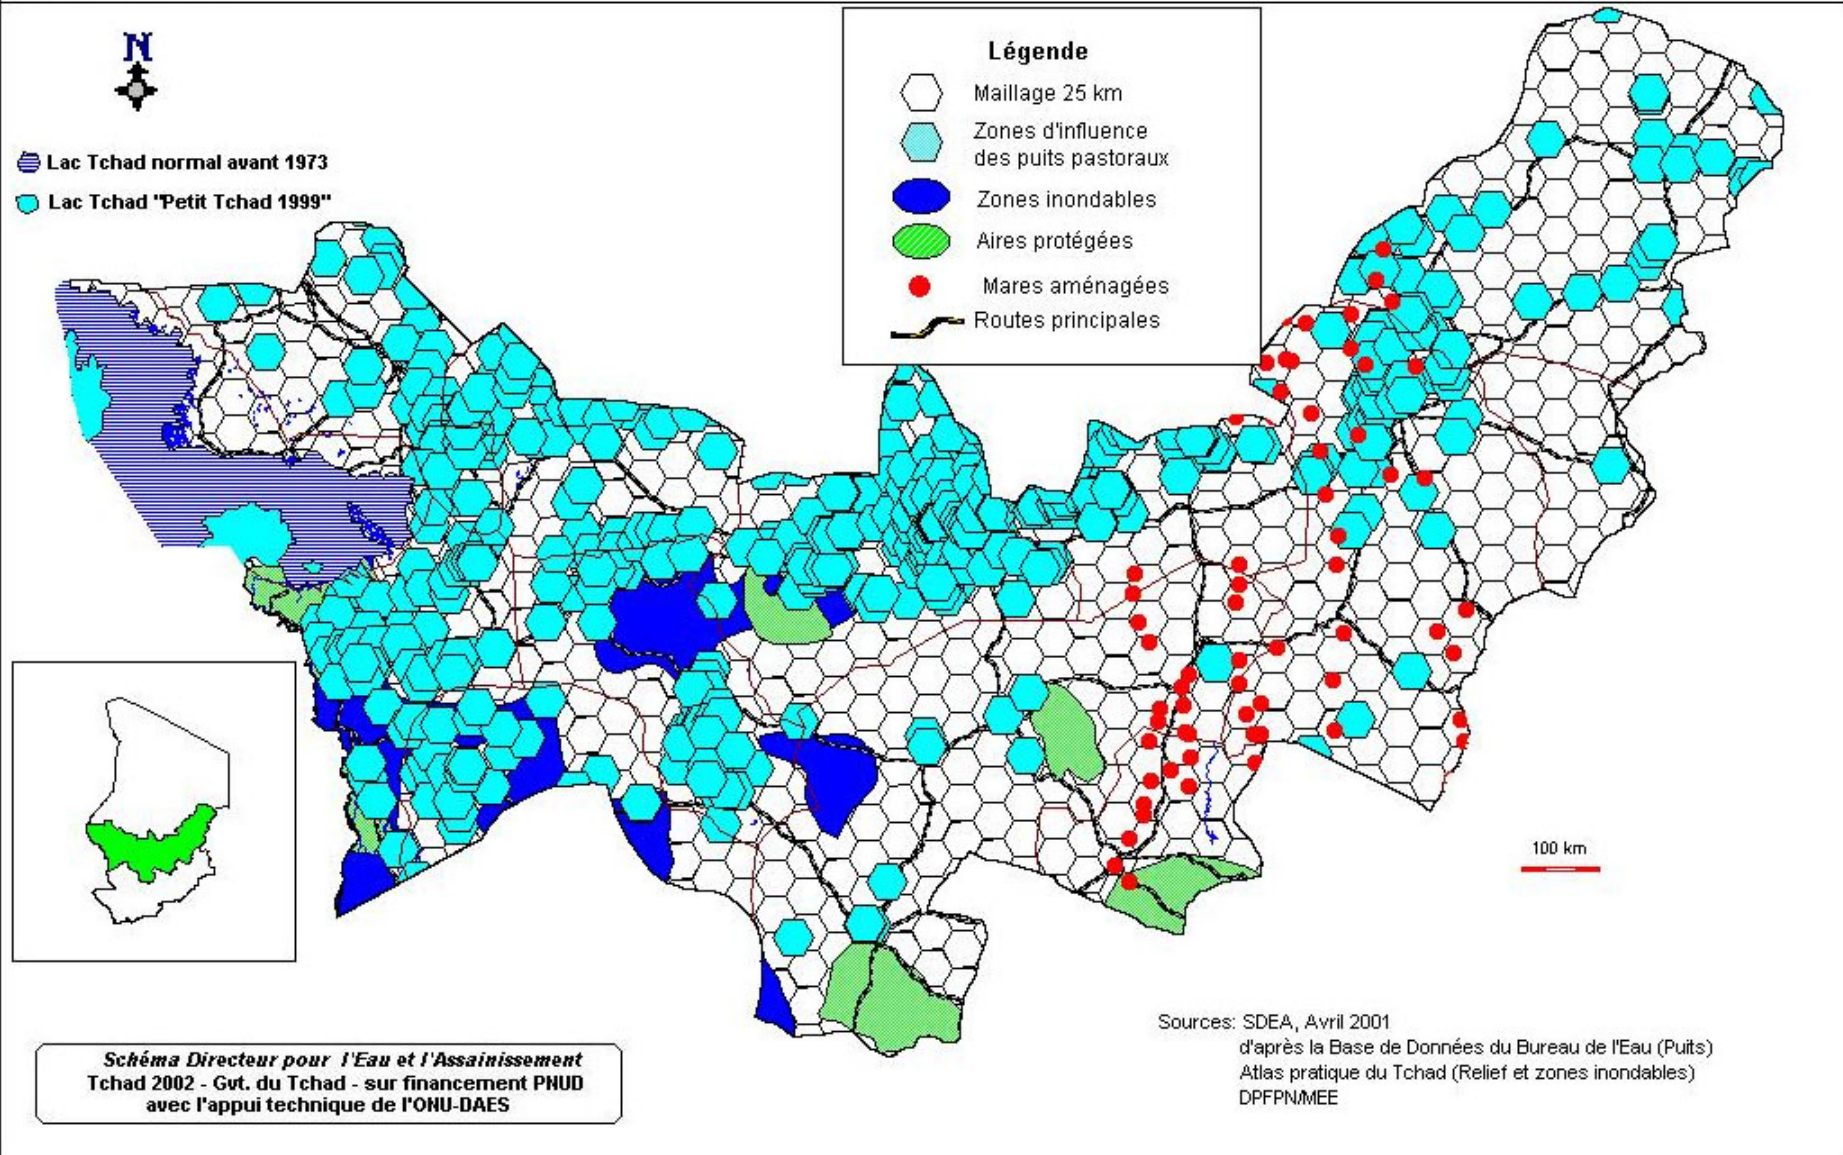 N
Lac Tchad normal avant 1973
Lac Tchad "Petit Tchad 1999"
Légende
Maillage 25 km
Zones d'influence
des puits pastoraux
Zones inondables
Aires protégées
Mares aménagées
Routes principales
100 km
Sources: SDEA, Avril 2001
d'après la Base de Données du Bureau de l'Eau (Puits)
Atlas pratique du Tchad (Relief et zones inondables)
DPFPN/MEE
Schéma Directeur pour l'Eau et l'Assainissement
Tchad 2002 - Gvt. du Tchad - sur financement PNUD
avec l'appui technique de l'ONU-DAES